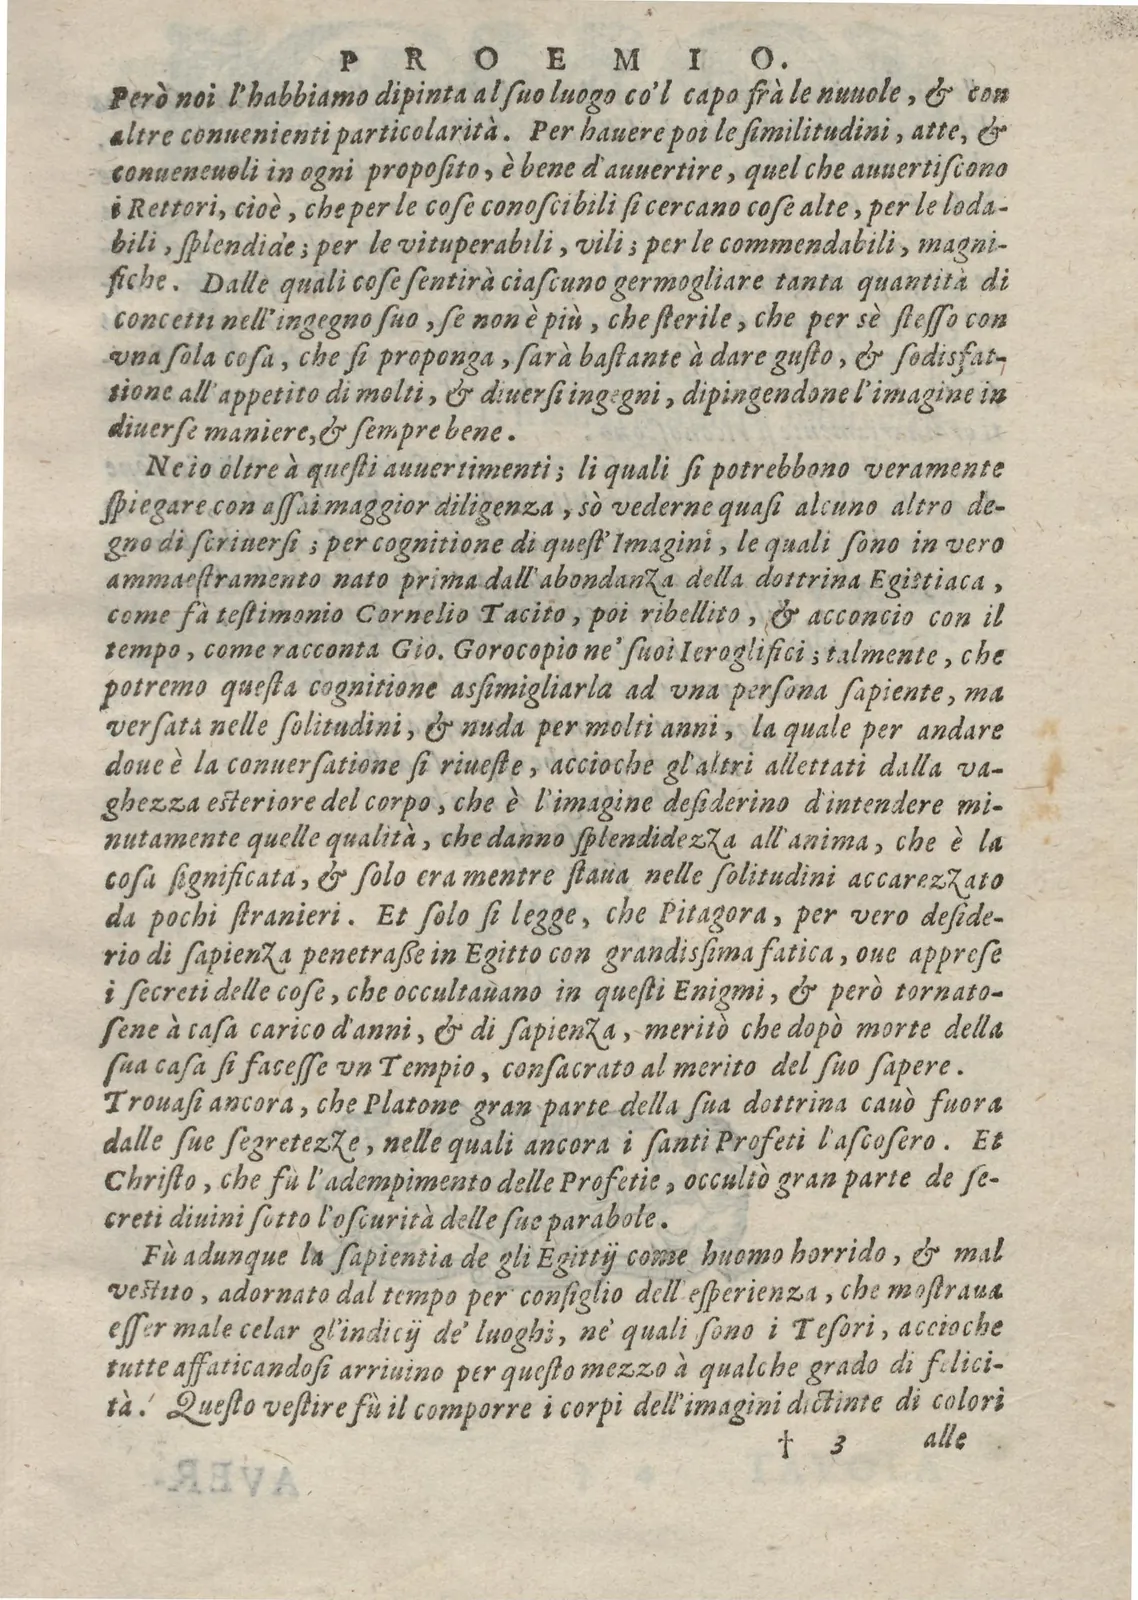 PROEMIO.
Però noi l'habbiamo dipinta al ſuo luogo co'l capo frà le nuuole, & con
altre conuenienti particolarità. Per hauere poi le ſimilitudini, atte, &
conueneuoli in ogni propoſito, è bene d'auuertire, quel che auuertiſcono
i Rettori, cioè, che per le coſe conoſcibili ſi cercano coſe alte, per le loda-
bili, ſplendide; per le vituperabili, vili; per le commendabili, magni-
fiche. Dalle quali coſe ſentirà ciaſcuno germogliare tanta quantità di
concetti nell'ingegno ſuo, ſe non è più, che ſterile, che per sè ſteſſo con
vna ſola coſa, che ſi proponga, ſarà baſtante à dare guſto, & ſodisfat-
tione all'appetito di molti, & diuerſi ingegni, dipingendone l'imagine in
diuerſe maniere, & ſempre bene.
Ne io oltre à queſti auuertimenti; li quali ſi potrebbono veramente
ſpiegare con aſſai maggior diligenza, sò vederne quaſi alcuno altro de-
gno di ſcriuerſi; per cognitione di queſt'Imagini, le quali ſono in vero
ammaeſtramento nato prima dall'abondanza della dottrina Egittiaca,
come fà teſtimonio Cornelio Tacito, poi ribellito, & acconcio con il
tempo, come racconta Gio. Gorocopio ne' ſuoi Ieroglifici; talmente, che
potremo queſta cognitione aſſimigliarla ad vna perſona ſapiente, ma
verſata nelle ſolitudini, & nuda per molti anni, la quale per andare
doue è la conuerſatione ſi riueſte, accioche gl'altri allettati dalla va-
ghezza eſteriore del corpo, che è l'imagine deſiderino d'intendere mi-
nutamente quelle qualità, che danno ſplendidezza all'anima, che è la
coſa ſignificata, & ſolo era mentre ſtaua nelle ſolitudini accarezzato
da pochi ſtranieri. Et ſolo ſi legge, che Pitagora, per vero deſide-
rio di ſapienza penetraſſe in Egitto con grandiſſima fatica, oue appreſe
i ſecreti delle coſe, che occultauano in queſti Enigmi, & però tornato-
ſene à caſa carico d'anni, & di ſapienza, meritò che dopò morte della
ſua caſa ſi faceſſe vn Tempio, conſacrato al merito del ſuo ſapere.
Trouaſi ancora, che Platone gran parte della ſua dottrina cauò fuora
dalle ſue ſegretezze, nelle quali ancora i ſanti Profeti l'aſcoſero. Et
Chriſto, che fù l'adempimento delle Profetie, occultò gran parte de ſe-
creti diuini ſotto l'oſcurità delle ſue parabole.
Fù adunque la ſapientia de gli Egittij come huomo horrido, & mal
veſtito, adornato dal tempo per conſiglio dell'eſperienza, che moſtraua
eſſer male celar gl'indicij de' luoghi, ne' quali ſono i Teſori, accioche
tutte affaticandoſi arriuino per queſto mezzo à qualche grado di felici-
tà. Queſto veſtire fù il comporre i corpi dell'imagini diſtinte di colori
† 3 alle